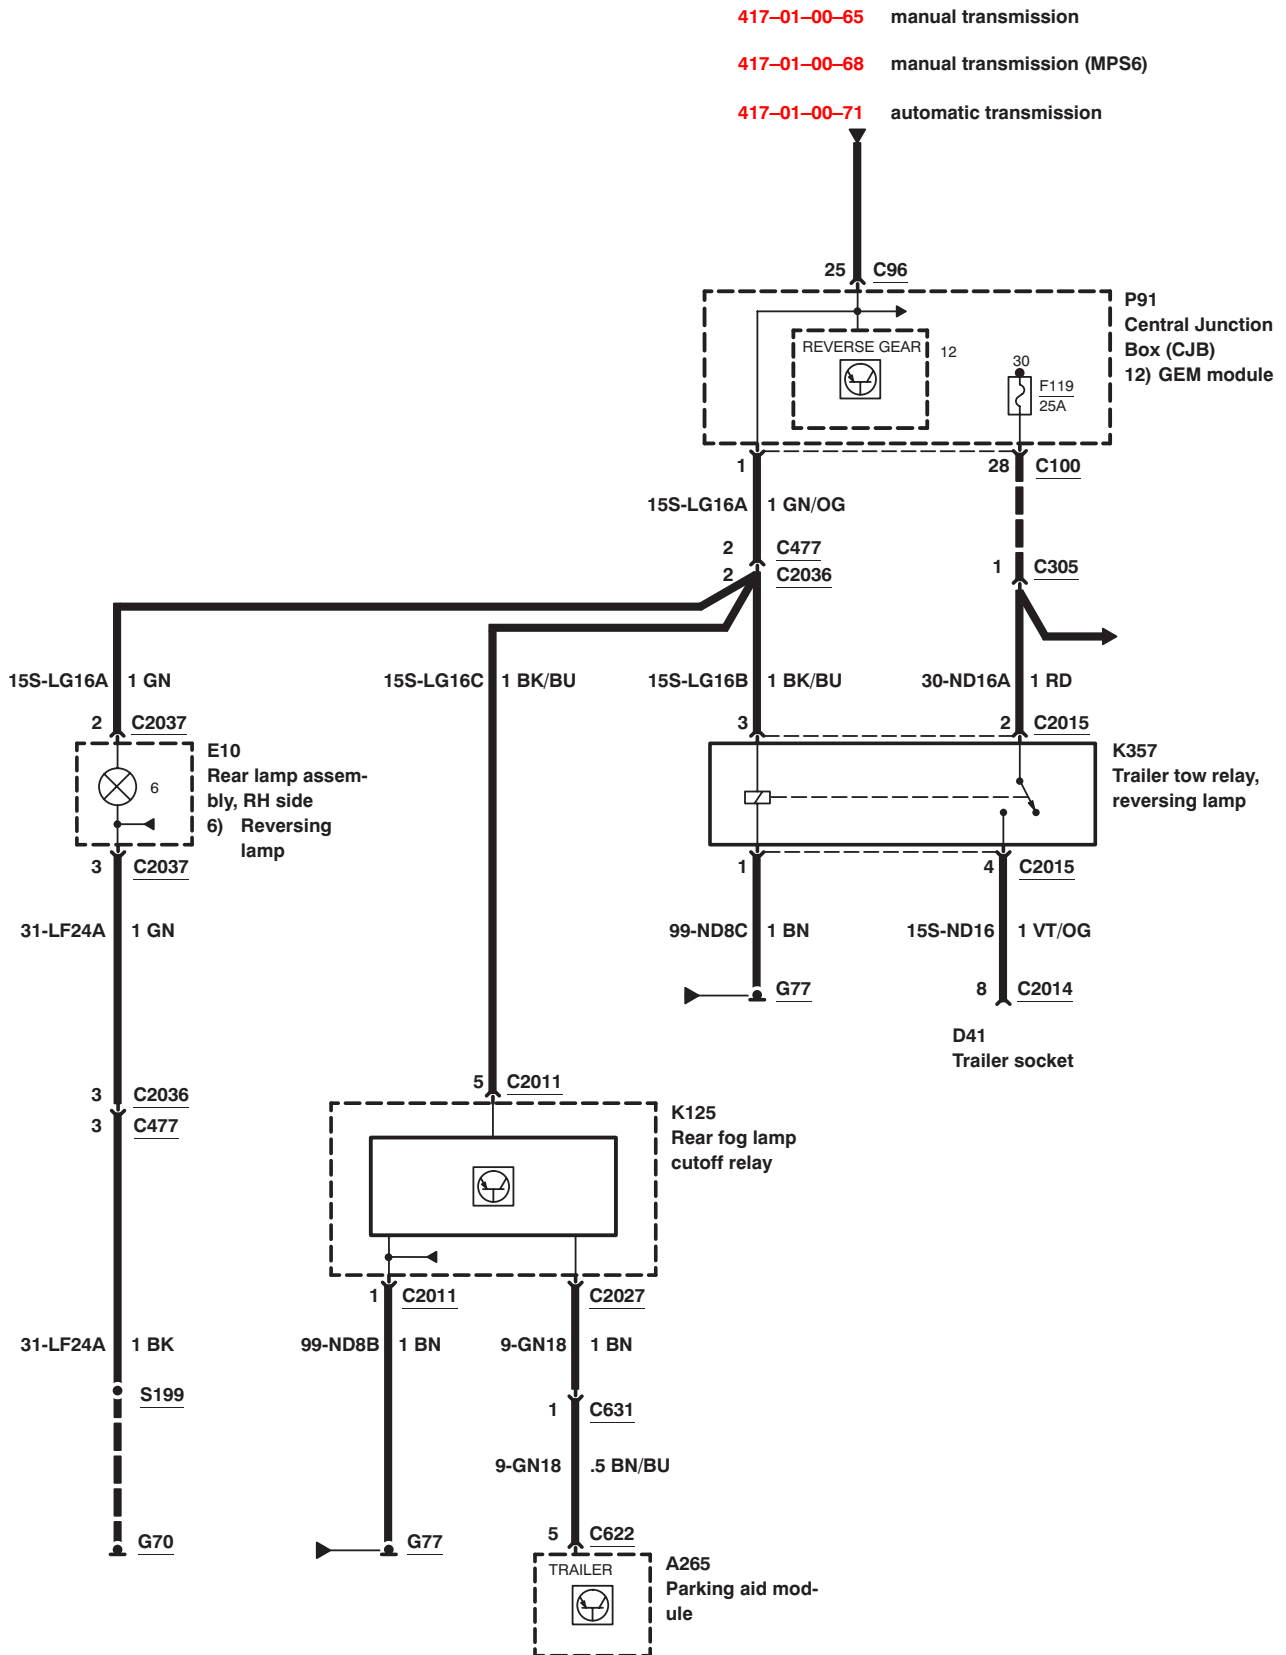 417–01–00–65 manual transmission
417–01–00–68 manual transmission (MPS6)
417–01–00–71 automatic transmission
25 C96
P91
Central Junction
Box (CJB)
12) GEM module
REVERSE GEAR 12
30
F119
25A
1 28 C100
15S-LG16A 1 GN/OG
2 C477
2 C2036
1 C305
15S-LG16A 1 GN
15S-LG16C 1 BK/BU
15S-LG16B 1 BK/BU
30-ND16A 1 RD
2 C2037
3 2 C2015
E10
Rear lamp assem-
bly, RH side
6) Reversing
lamp
6
K357
Trailer tow relay,
reversing lamp
3 C2037
1 4 C2015
31-LF24A 1 GN
99-ND8C 1 BN
15S-ND16 1 VT/OG
G77
8 C2014
D41
Trailer socket
5 C2011
3 C2036
3 C477
K125
Rear fog lamp
cutoff relay
1 C2011
C2027
31-LF24A 1 BK
99-ND8B 1 BN
9-GN18 1 BN
S199
1 C631
9-GN18 .5 BN/BU
G70
G77
5 C622
TRAILER
A265
Parking aid mod-
ule